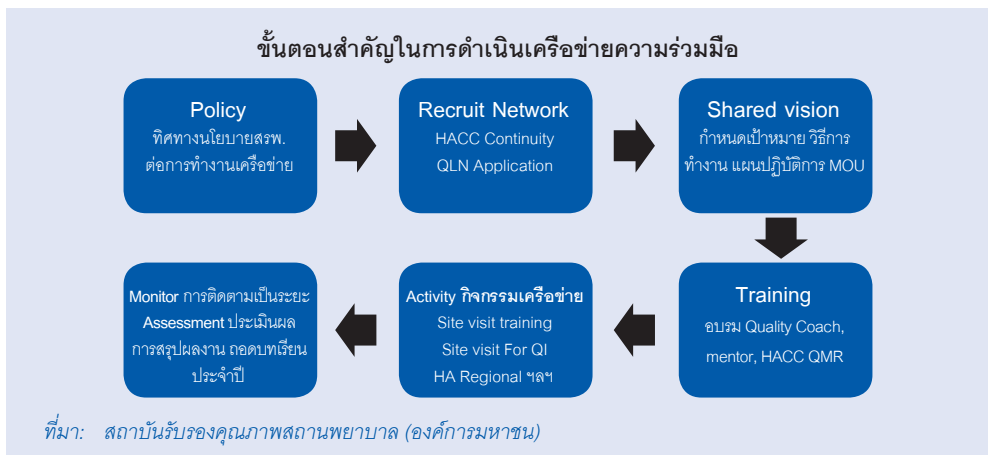 ขั้นตอนสำคัญในการดำเนินเครือข่ายความร่วมมือ
Policy
ทิศทางนโยบายสรพ.
ต่อการทำงานเครือข่าย
Recruit Network
HACC Continuity
QLN Application
Shared vision
กำหนดเป้าหมาย วิธีการ
ทำงาน แผนปฏิบัติการ MOU
Training
อบรม Quality Coach,
mentor, HACC QMR
Activity กิจกรรมเครือข่าย
Site visit training
Site visit For QI
HA Regional ฯลฯ
Monitor การติดตามเป็นระยะ
Assessment ประเมินผล
การสรุปผลงาน ถอดบทเรียน
ประจำปี
ที่มา: สถาบันรับรองคุณภาพสถานพยาบาล (องค์การมหาชน)